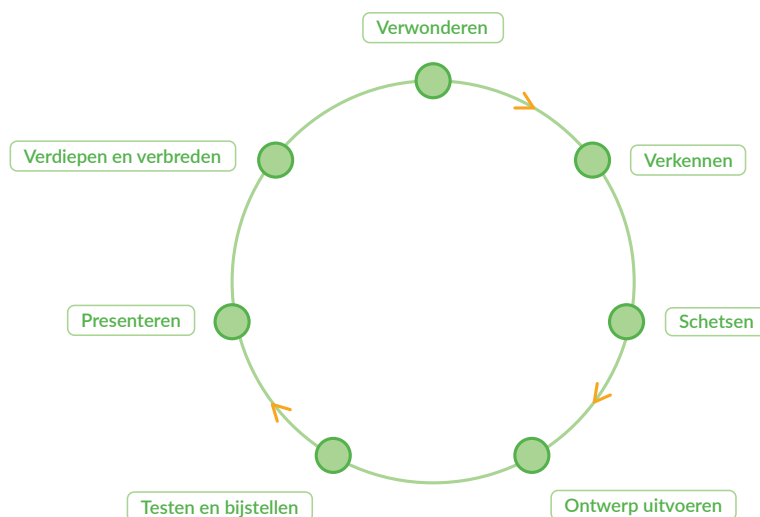 Verwonderen
Verkennen
Schetsen
Ontwerp uitvoeren
Testen en bijstellen
Presenteren
Verdiepen en verbreden